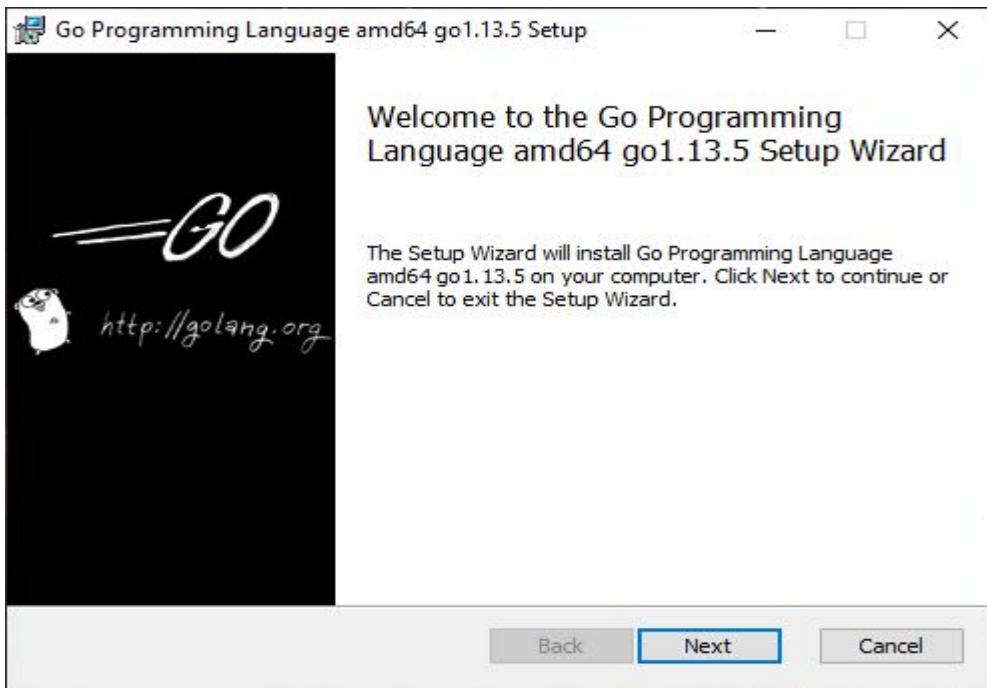 Go Programming Language amd64 go1.13.5 Setup
Welcome to the Go Programming
Language amd64 go1.13.5 Setup Wizard
GO
http://golang.org
The Setup Wizard will install Go Programming Language
amd64 go1.13.5 on your computer. Click Next to continue or
Cancel to exit the Setup Wizard.
Back
Next
Cancel